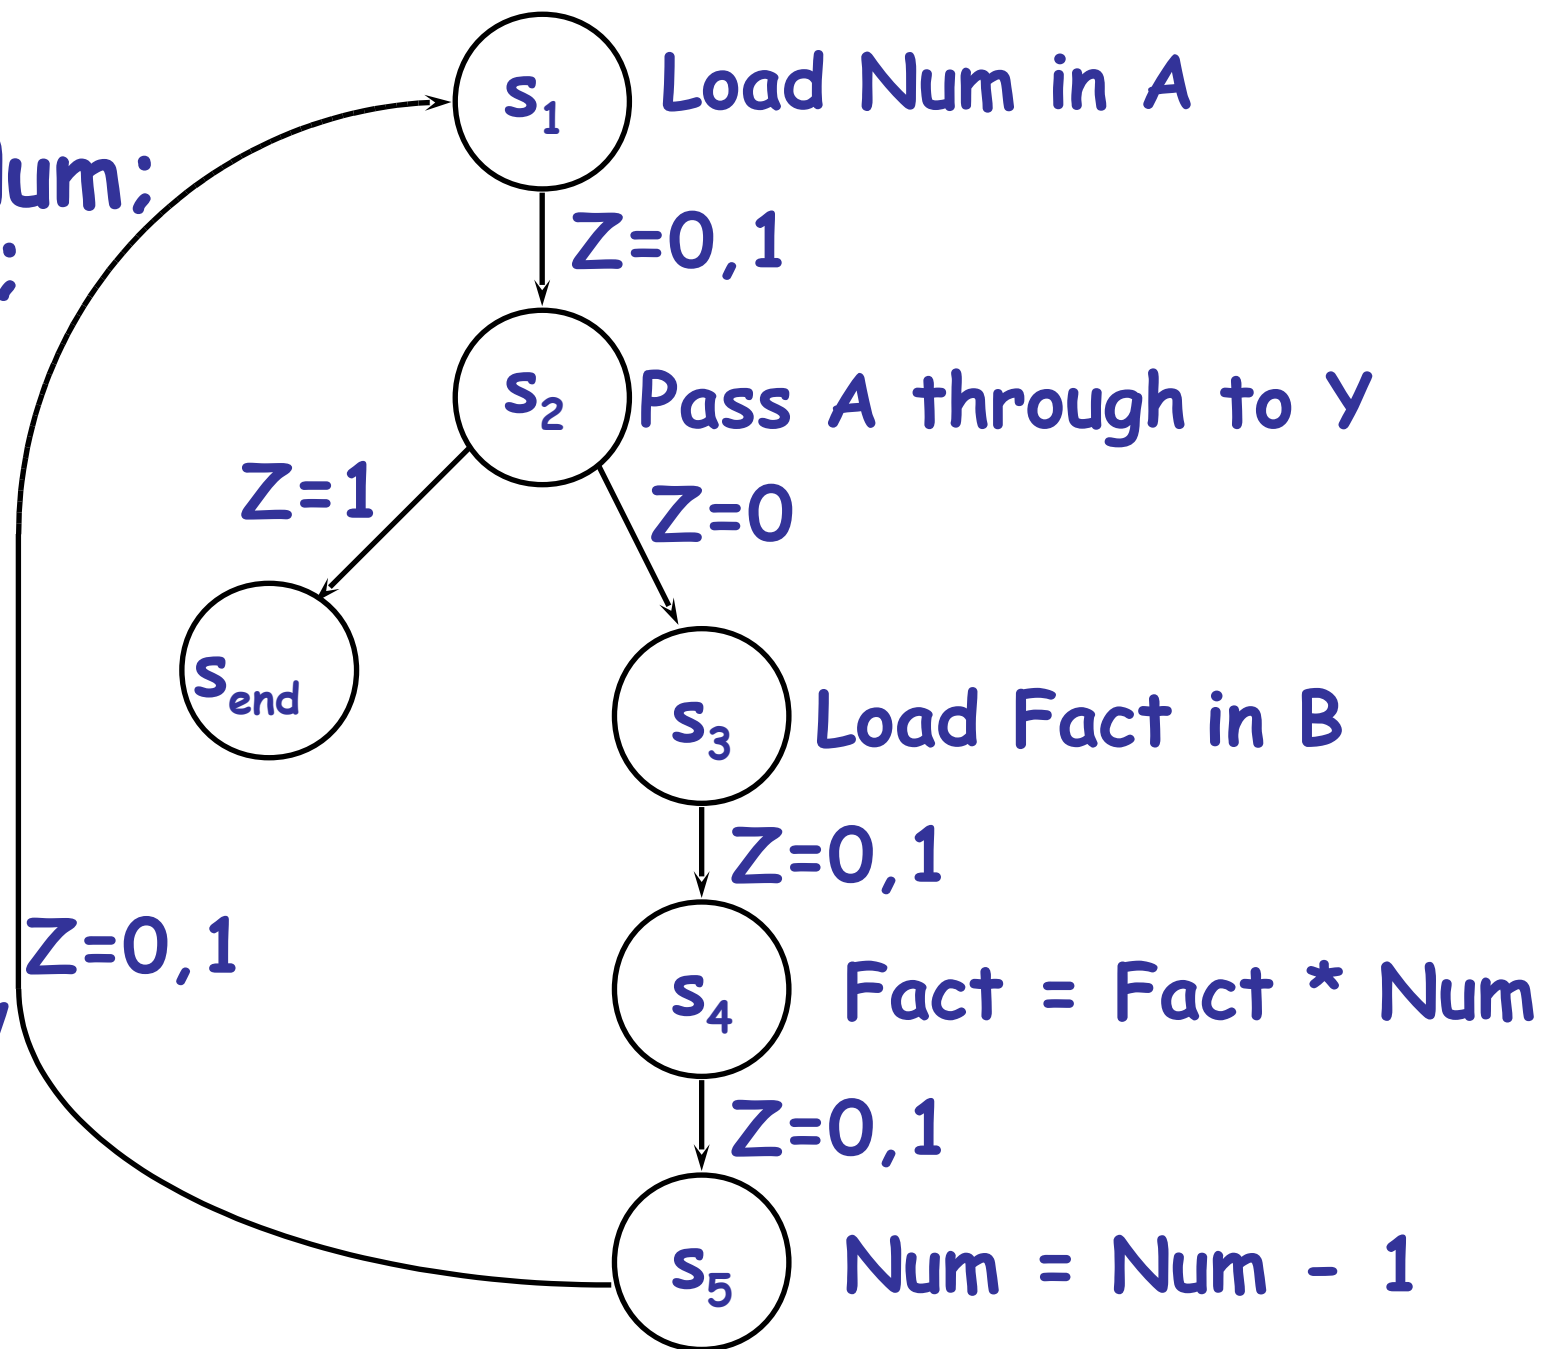 s1 Load Num in A
um;
Z=0,1
;
s2 Pass A through to Y
Z=1
Z=0
send
s3 Load Fact in B
Z=0,1
Z=0,1
s4 Fact = Fact * Num
Z=0,1
s5 Num = Num - 1